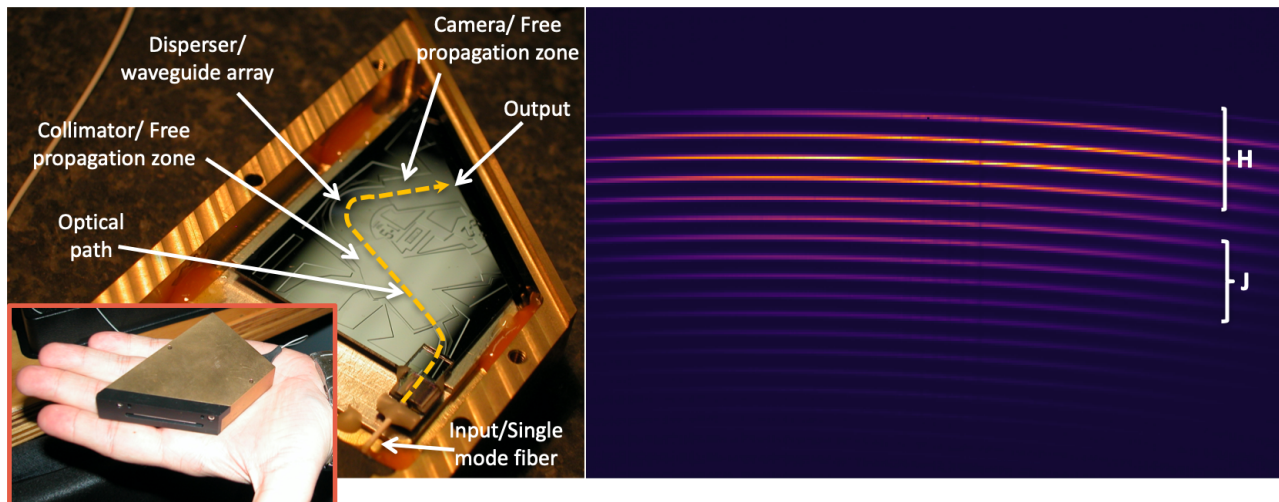 Camera/ Free
propagation zone
Disperser/
waveguide array
Output
Collimator/ Free
propagation zone
Optical
path
Input/Single
mode fiber
H
J